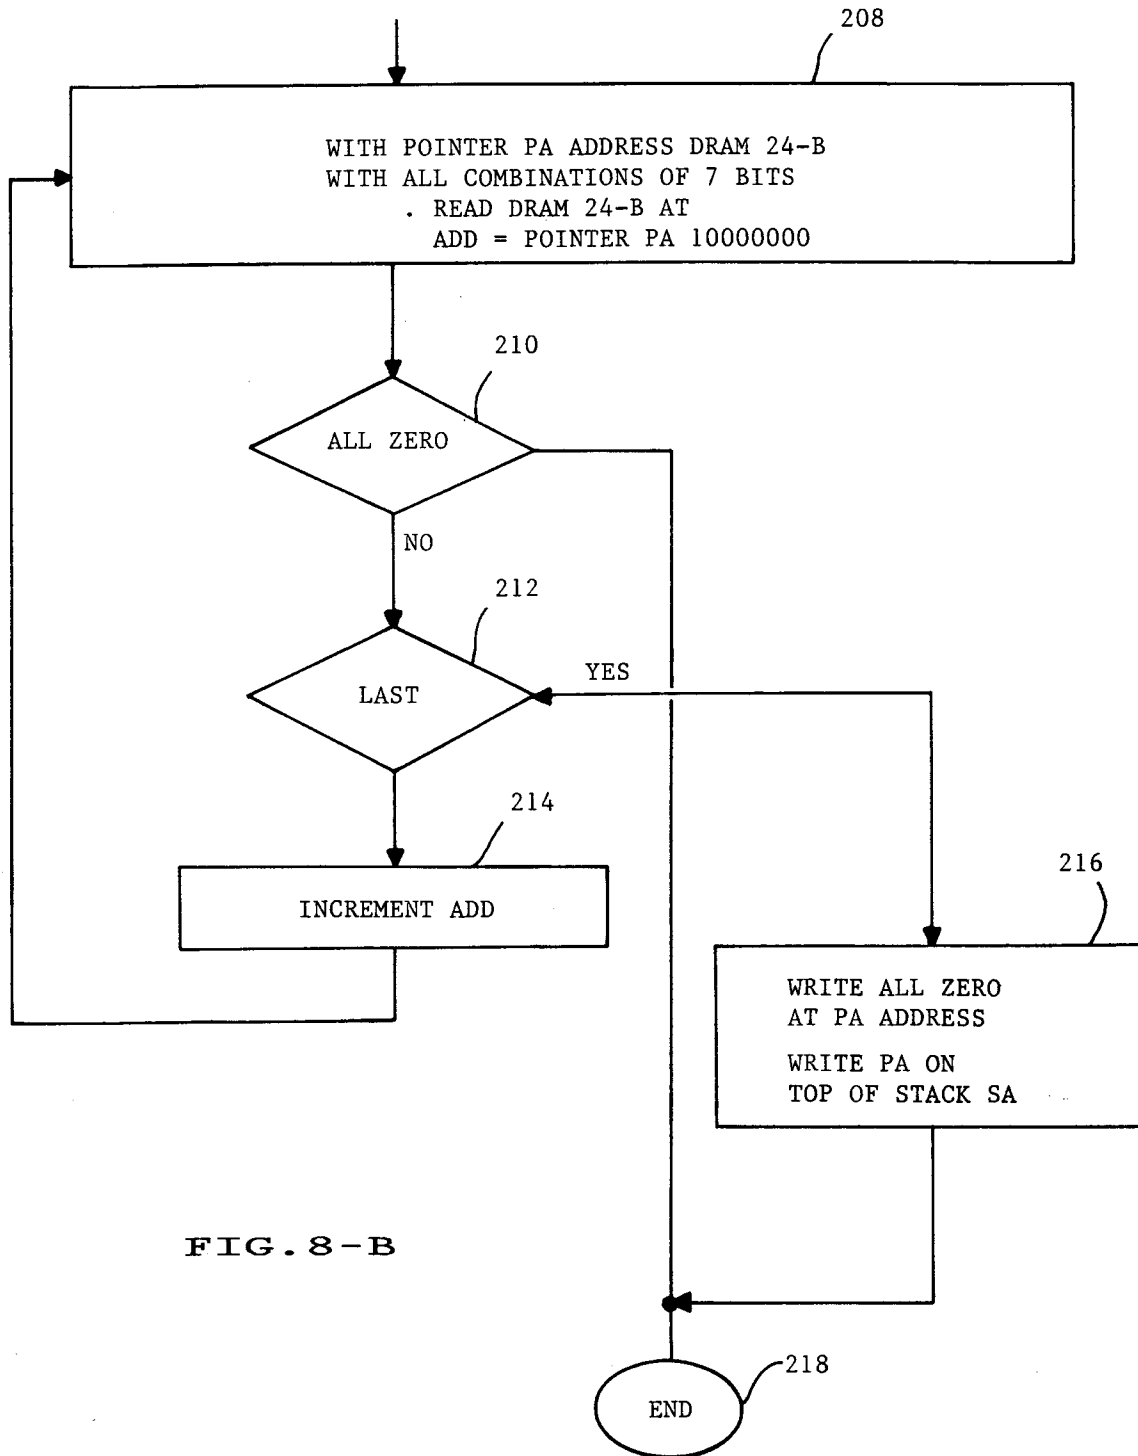 208
WITH POINTER PA ADDRESS DRAM 24-B
WITH ALL COMBINATIONS OF 7 BITS
. READ DRAM 24-B AT
ADD = POINTER PA 10000000
210
ALL ZERO
NO
212
YES
LAST
214
INCREMENT ADD
216
WRITE ALL ZERO
AT PA ADDRESS
WRITE PA ON
TOP OF STACK SA
FIG.8-B
218
END